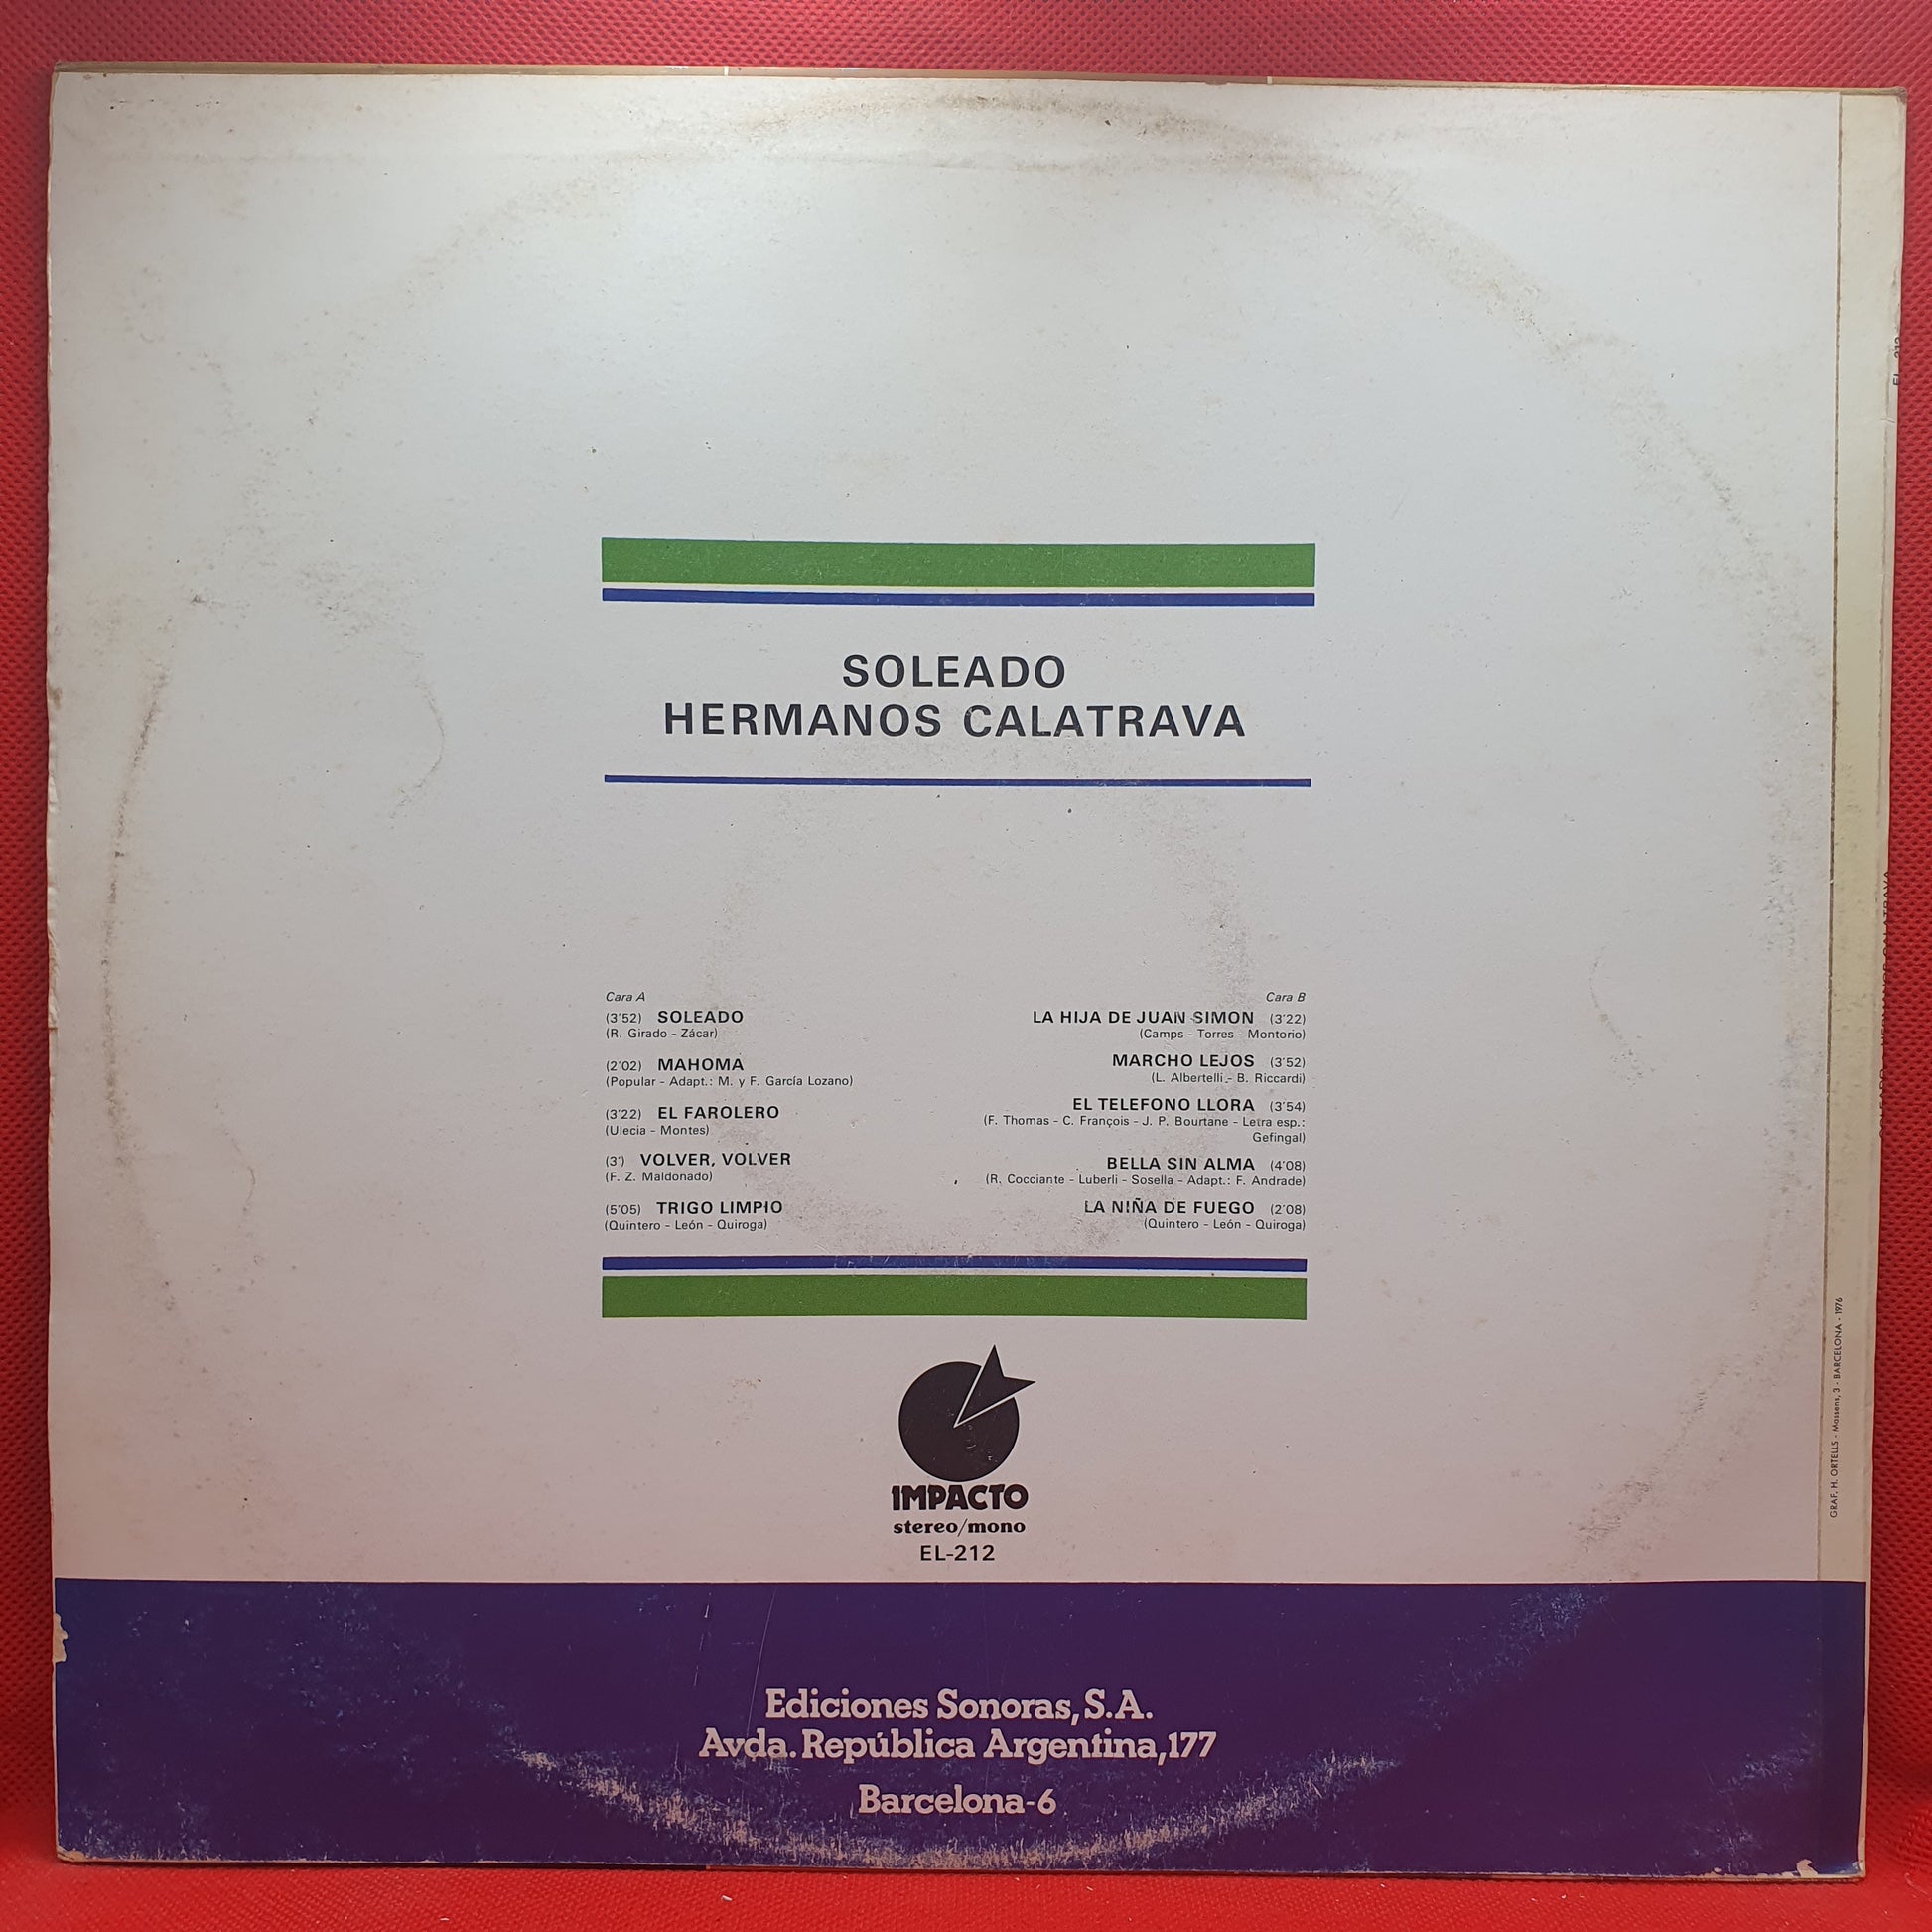 SOLEADO
HERMANOS CALATRAVA
Cara A
(3'52) SOLEADO
(R. Girado - Zácar)
(2'02) MAHOMA
(Popular - Adapt.: M. y F. García Lozano)
(3'22) EL FAROLERO
(Ulecia - Montes)
(3') VOLVER, VOLVER
(F. Z. Maldonado)
(5'05) TRIGO LIMPIO
(Quintero - León - Quiroga)
Cara B
LA HIJA DE JUAN SIMON (3'22)
(Camps - Torres - Montorio)
MARCHO LEJOS (3'52)
(L. Albertelli - B. Riccardi)
EL TELEFONO LLORA (3'54)
(F. Thomas - C. François - J. P. Bourtane - Letra esp.:
Gefingal)
BELLA SIN ALMA (4'08)
(R. Cocciante - Luberli - Sosella - Adapt.: F. Andrade)
LA NIÑA DE FUEGO (2'08)
(Quintero - León - Quiroga)
IMPACTO
stereo/mono
EL-212
Ediciones Sonoras, S.A.
Avda. República Argentina, 177
Barcelona-6
GRAF. H. ORTELLS - Massens, 3 - BARCELONA - 1976